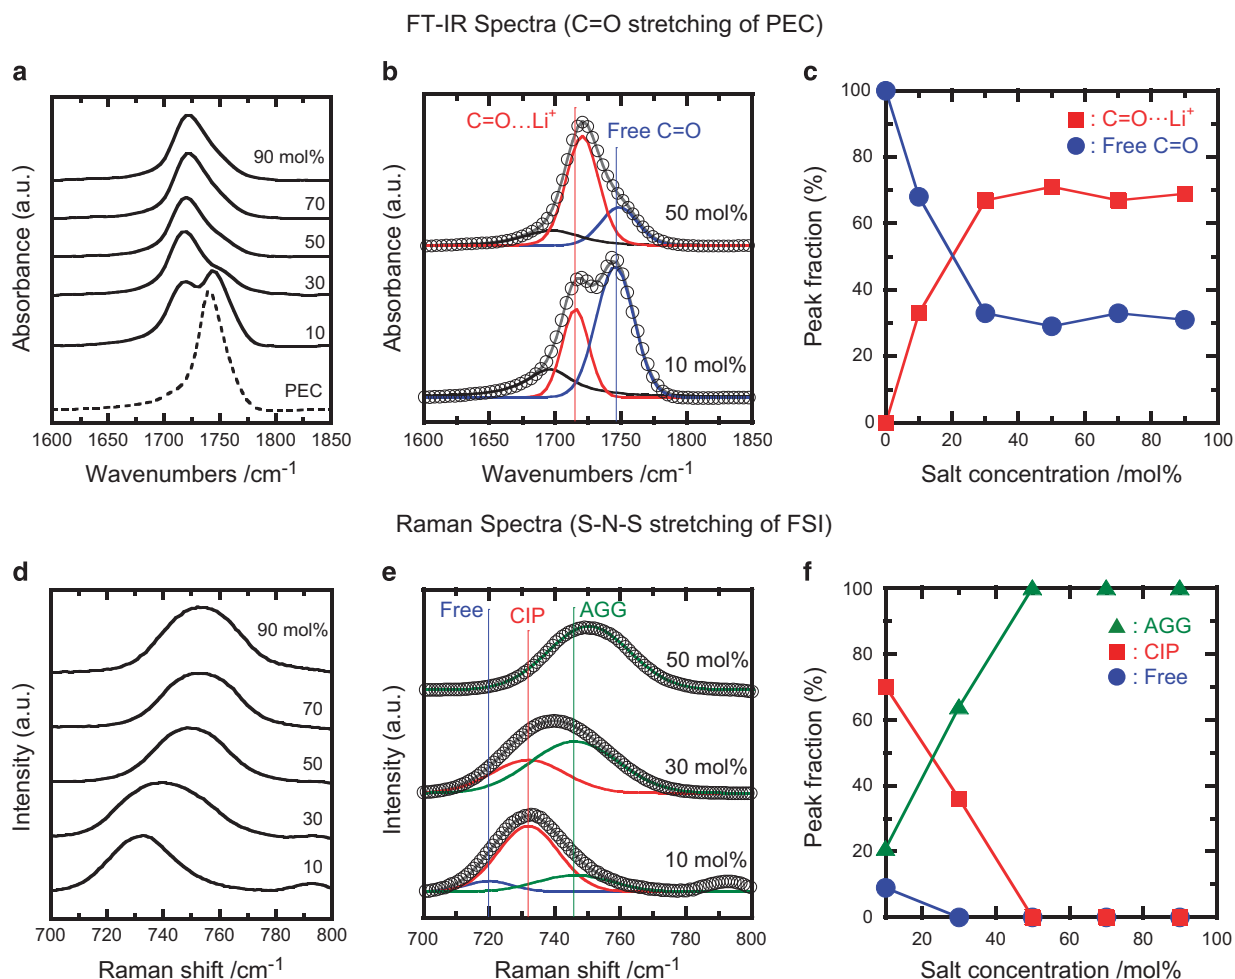 FT-IR Spectra (C=O stretching of PEC)
a
90 mol%
70
50
30
10
PEC
Absorbance (a.u.)
1600 1650 1700 1750 1800 1850
Wavenumbers /cm-1
b
C=O…Li+
Free C=O
50 mol%
10 mol%
Absorbance (a.u.)
1600 1650 1700 1750 1800 1850
Wavenumbers /cm-1
c
100
80
60
40
20
0
Peak fraction (%)
: C=O⋯Li+
: Free C=O
0 20 40 60 80 100
Salt concentration /mol%
Raman Spectra (S-N-S stretching of FSI)
d
90 mol%
70
50
30
10
Intensity (a.u.)
700 720 740 760 780 800
Raman shift /cm-1
e
Free
CIP
AGG
50 mol%
30 mol%
10 mol%
Intensity (a.u.)
700 720 740 760 780 800
Raman shift /cm-1
f
100
80
60
40
20
0
Peak fraction (%)
: AGG
: CIP
: Free
20 40 60 80 100
Salt concentration /mol%